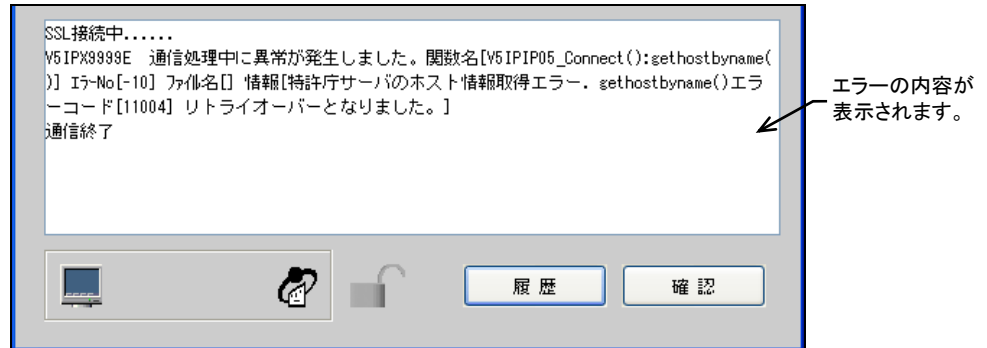 SSL接続中......
V5IPX9999E　通信処理中に異常が発生しました。関数名[V5IPIP05_Connect():gethostbyname(
)] ｴﾗｰNo[-10] ﾌｧｲﾙ名[] 情報[特許庁サーバのホスト情報取得エラー. gethostbyname()エラ
ーコード[11004] リトライオーバーとなりました。]
通信終了
エラーの内容が
表示されます。
履 歴
確 認